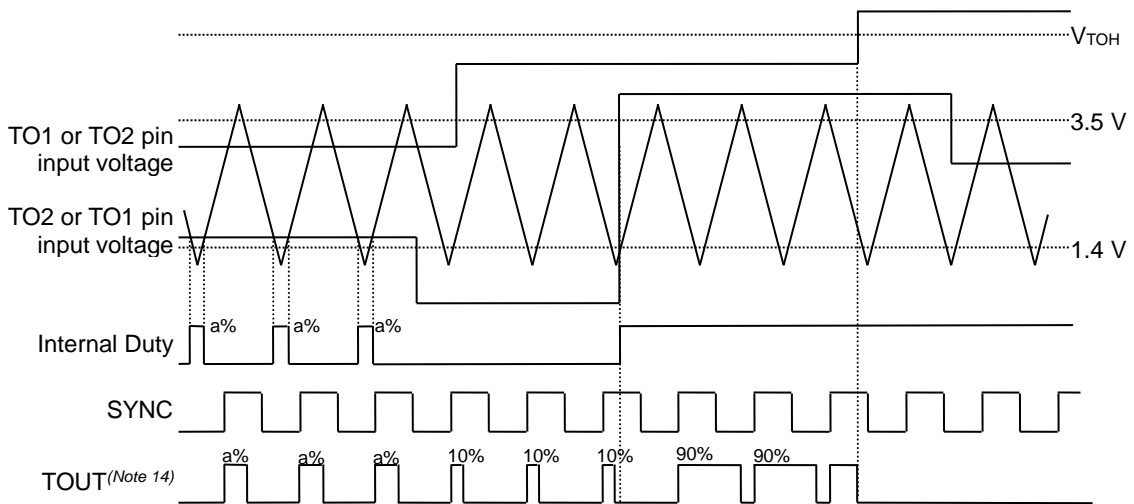 VTOH
TO1 or TO2 pin
input voltage
3.5 V
TO2 or TO1 pin
input voltage
1.4 V
a%
a%
a%
Internal Duty
SYNC
a%
a%
a%
10%
10%
10%
90%
90%
TOUT(Note 14)